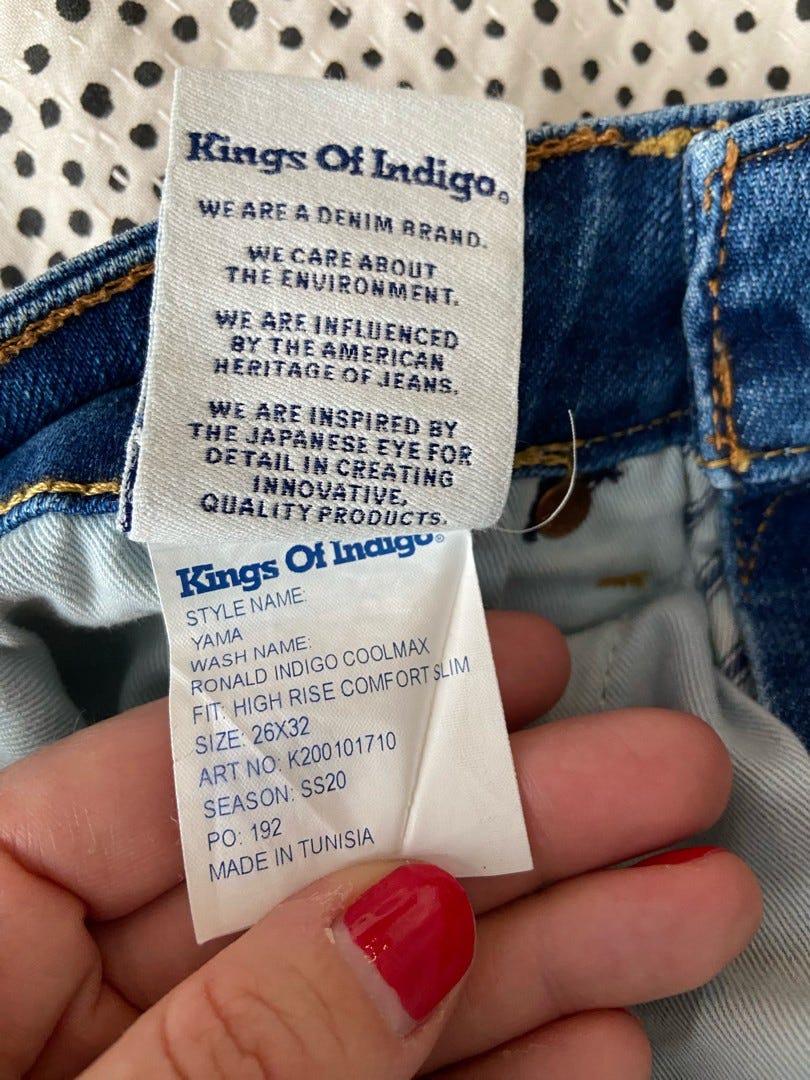 Kings Of Indigo®
WE ARE A DENIM BRAND.
WE CARE ABOUT
THE ENVIRONMENT.
WE ARE INFLUENCED
BY THE AMERICAN
HERITAGE OF JEANS.
WE ARE INSPIRED BY
THE JAPANESE EYE FOR
DETAIL IN CREATING
INNOVATIVE,
QUALITY PRODUCTS.
Kings Of Indigo®
STYLE NAME:
YAMA
WASH NAME:
RONALD INDIGO COOLMAX
FIT: HIGH RISE COMFORT SLIM
SIZE: 26X32
ART NO: K200101710
SEASON: SS20
PO: 192
MADE IN TUNISIA